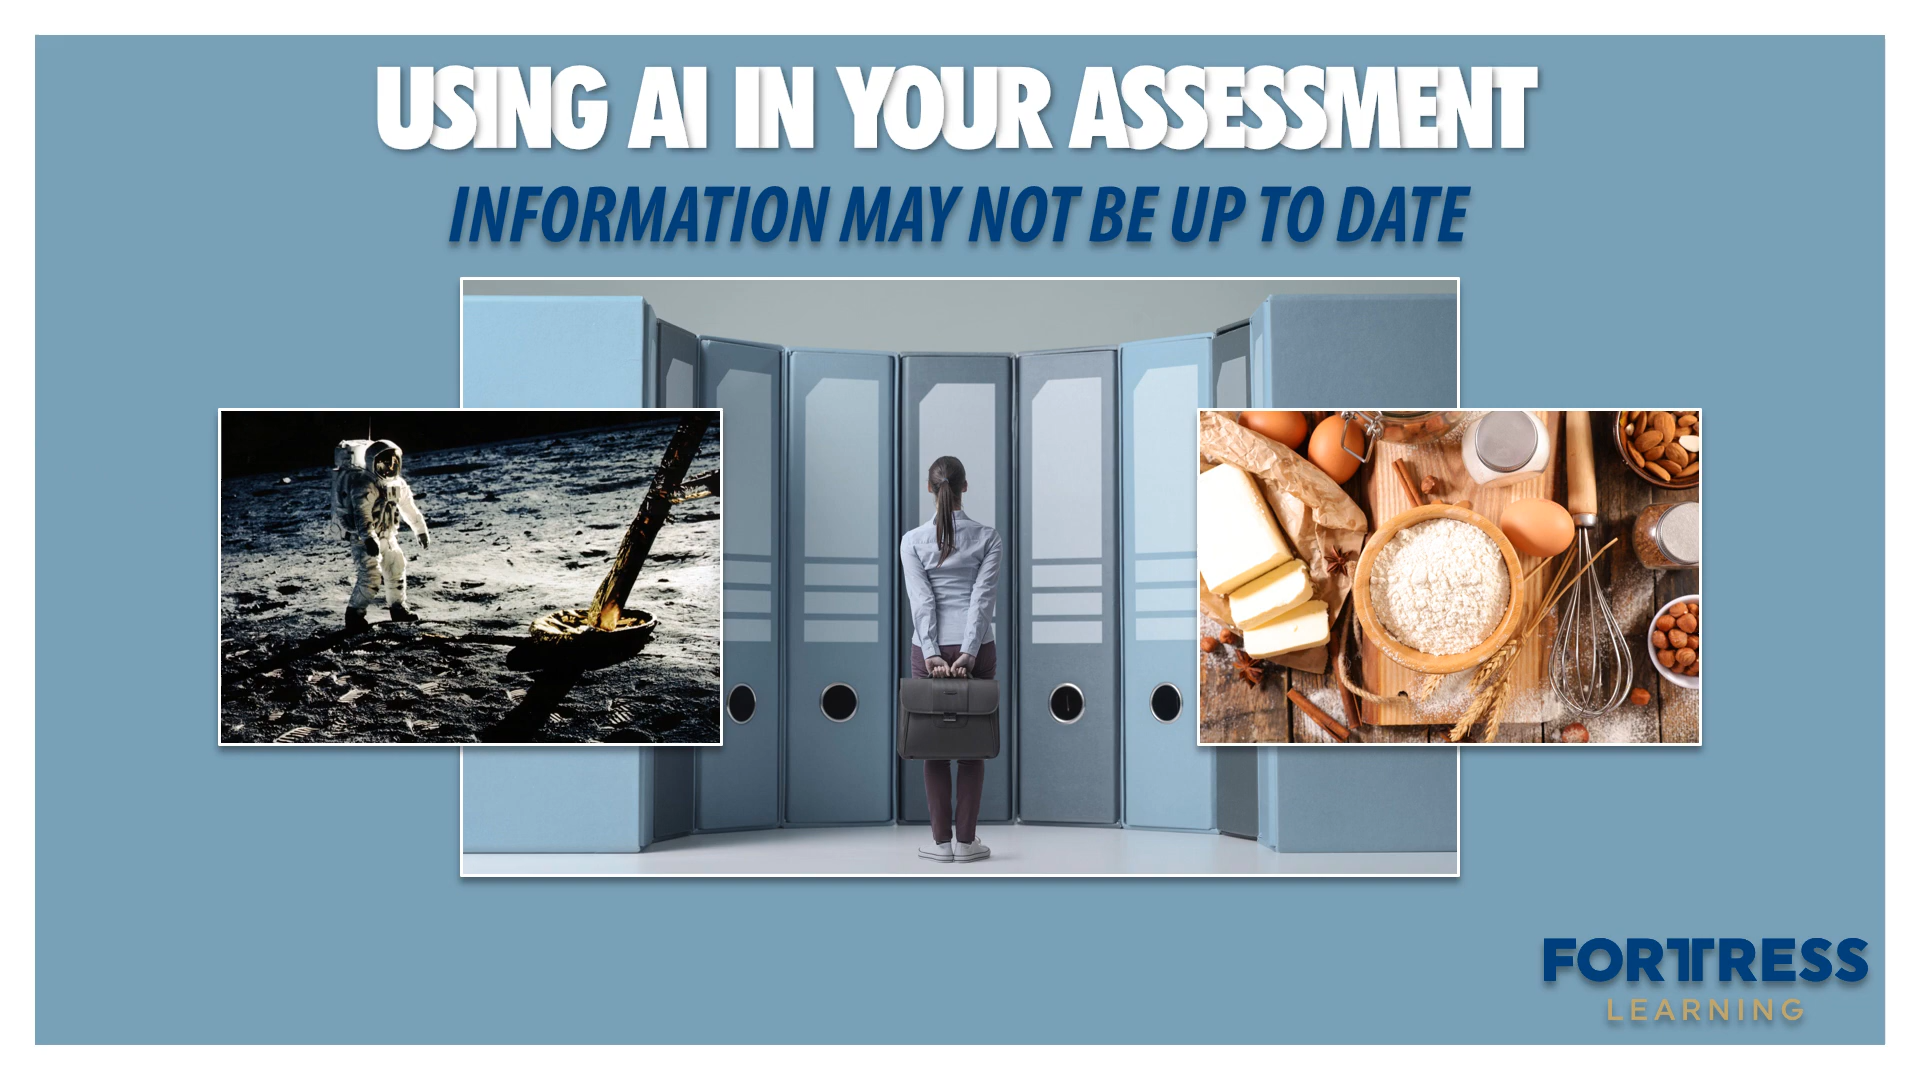 USING AI IN YOUR ASSESSMENT
INFORMATION MAY NOT BE UP TO DATE
FORTRESS
LEARNING